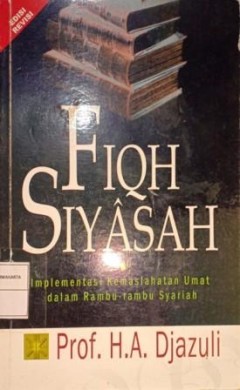 EDISI
REVISI
FIQH
SIYÂSAH
Implementasi Kemaslahatan Umat
dalam Rambu-rambu Syariah
Prof. H.A. Djazuli